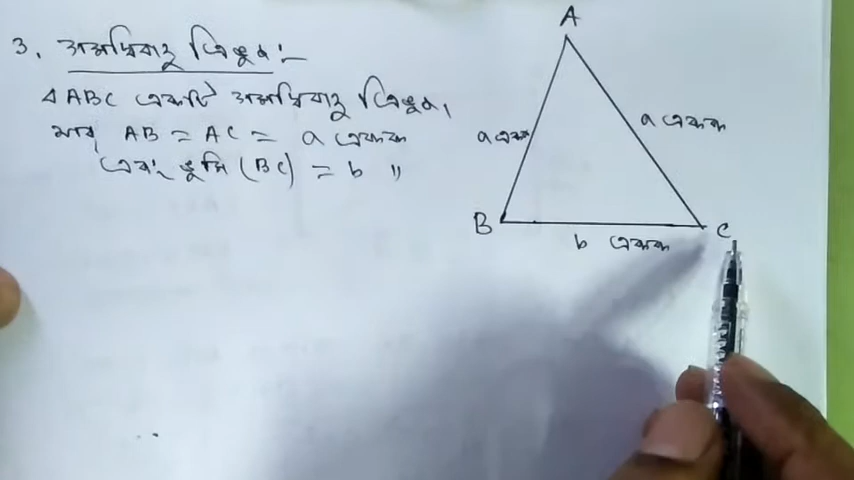 3. সমদ্বিবাহু ত্রিভুজ :-
△ABC একটি সমদ্বিবাহু ত্রিভুজ,
যার AB = AC = a একক
এবং ভূমি (BC) = b "
A
a একক
a একক
B
C
b একক